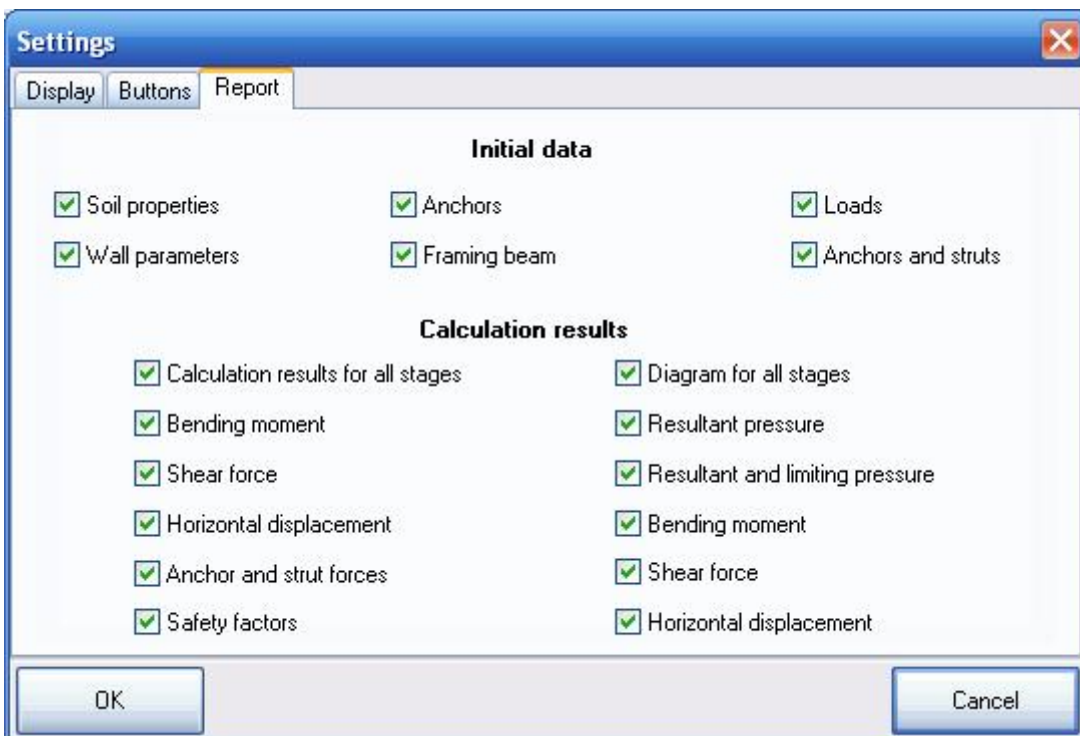 Settings
Display Buttons Report
Initial data
Soil properties Anchors Loads
Wall parameters Framing beam Anchors and struts
Calculation results
Calculation results for all stages Diagram for all stages
Bending moment Resultant pressure
Shear force Resultant and limiting pressure
Horizontal displacement Bending moment
Anchor and strut forces Shear force
Safety factors Horizontal displacement
OK Cancel